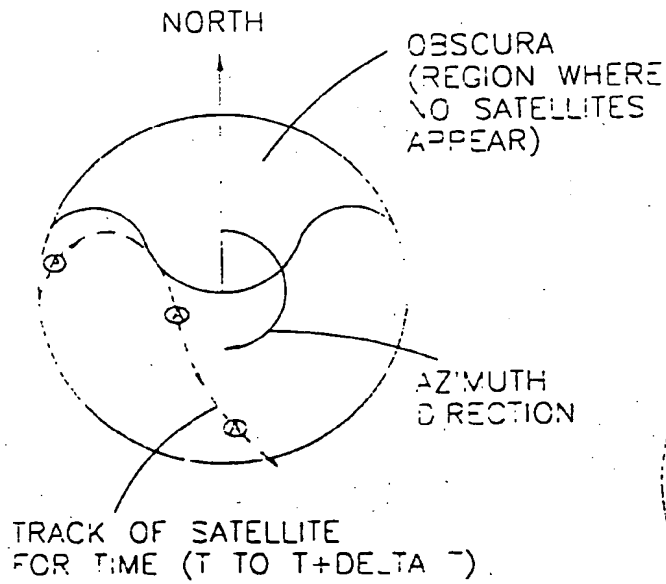 NORTH
OBSCURA
(REGION WHERE
NO SATELLITES
APPEAR)
A
A
A
AZIMUTH
DIRECTION
TRACK OF SATELLITE
FOR TIME (T TO T+DELTA T)